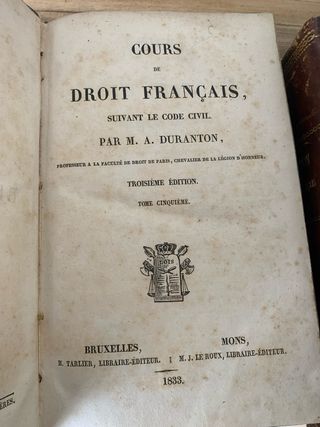 COURS
DE
DROIT FRANÇAIS,
SUIVANT LE CODE CIVIL.
PAR M. A. DURANTON,
PROFESSEUR A LA FACULTÉ DE DROIT DE PARIS, CHEVALIER DE LA LÉGION D'HONNEUR.
TROISIÈME ÉDITION.
TOME CINQUIÈME.
LOIS
BRUXELLES,
H. TARLIER, LIBRAIRE-ÉDITEUR.
MONS,
M. J. LE ROUX, LIBRAIRE-ÉDITEUR.
1833.